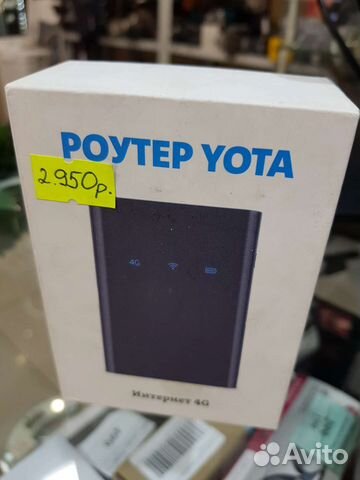 РОУТЕР YOTA
2.950р.
4G
Интернет 4G
Avito